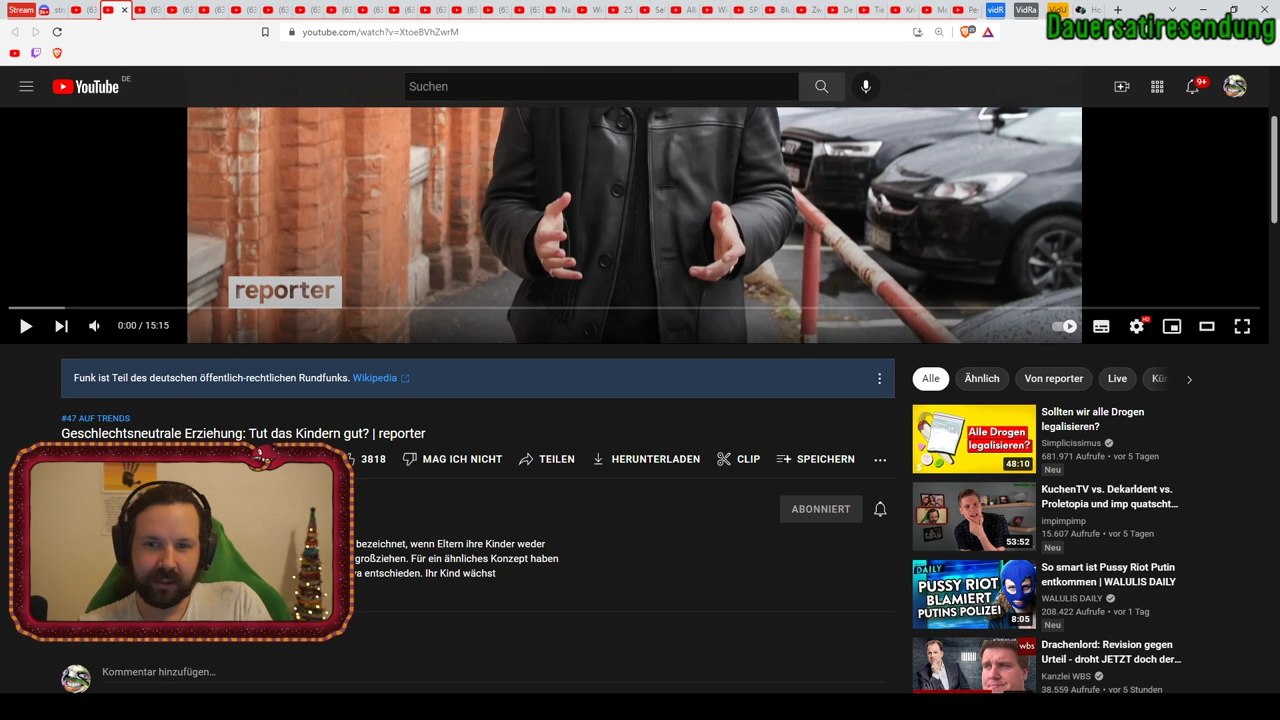 Stream
Dauersatiresendung
youtube.com/watch?v=XtoeBVhZwrM
YouTube DE
Suchen
9+
reporter
0:00 / 15:15
HD
Funk ist Teil des deutschen öffentlich-rechtlichen Rundfunks. Wikipedia
#47 AUF TRENDS
Geschlechtsneutrale Erziehung: Tut das Kindern gut? | reporter
3818
MAG ICH NICHT
TEILEN
HERUNTERLADEN
CLIP
SPEICHERN
ABONNIERT
bezeichnet, wenn Eltern ihre Kinder weder
großziehen. Für ein ähnliches Konzept haben
entschieden. Ihr Kind wächst
Kommentar hinzufügen...
Alle
Ähnlich
Von reporter
Live
Alle Drogen
legalisieren?
48:10
Sollten wir alle Drogen
legalisieren?
Simplicissimus
681.971 Aufrufe • vor 5 Tagen
Neu
53:52
KuchenTV vs. Dekarldent vs.
Proletopia und imp quatscht...
impimpimp
15.607 Aufrufe • vor 5 Tagen
Neu
DAILY
PUSSY RIOT
BLAMIERT
PUTINS POLIZEI
8:05
So smart ist Pussy Riot Putin
entkommen | WALULIS DAILY
WALULIS DAILY
208.422 Aufrufe • vor 1 Tag
Neu
wbs
Drachenlord: Revision gegen
Urteil - droht JETZT doch der...
Kanzlei WBS
38.559 Aufrufe • vor 5 Stunden